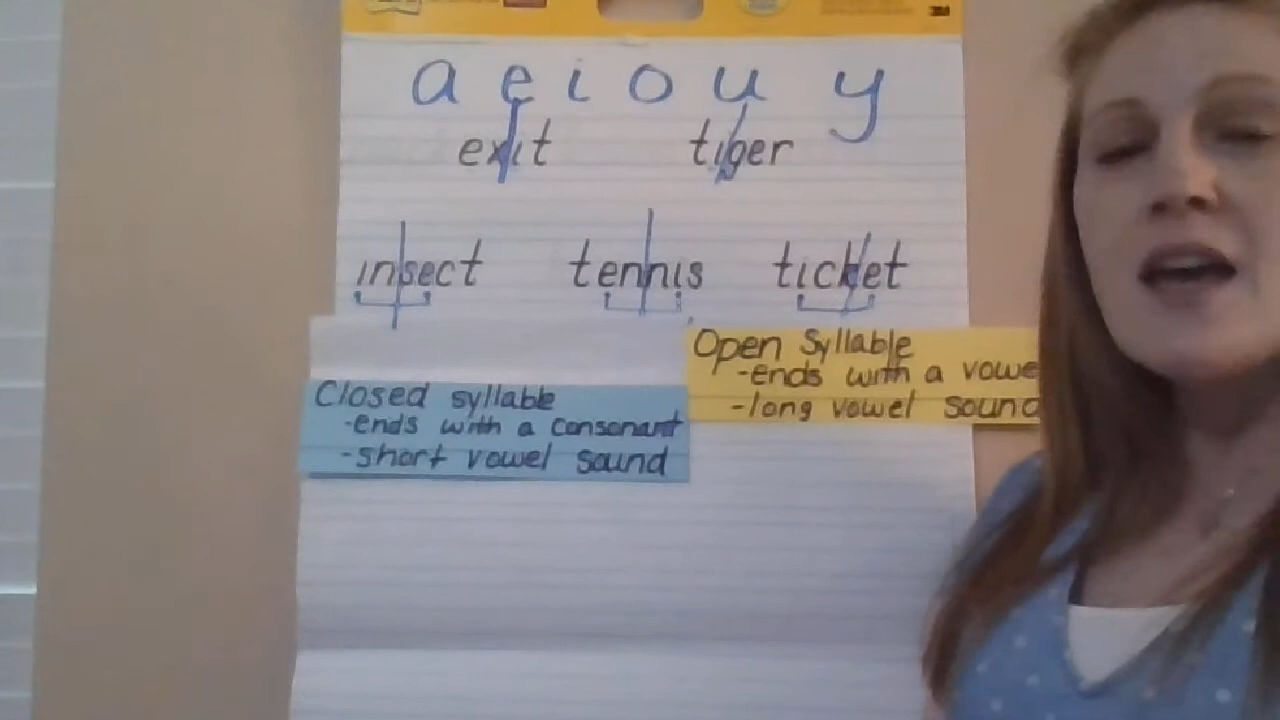 3M
a e i o u y
exit tiger
insect tennis ticket
Open Syllable
-ends with a vowe
-long vowel sound
Closed syllable
-ends with a consonant
-short vowel sound